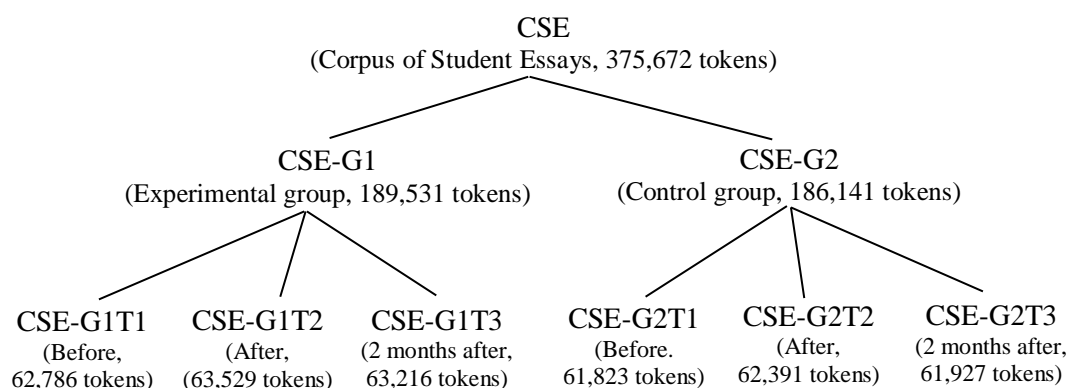 CSE
(Corpus of Student Essays, 375,672 tokens)
CSE-G1
(Experimental group, 189,531 tokens)
CSE-G2
(Control group, 186,141 tokens)
CSE-G1T1
(Before,
62,786 tokens)
CSE-G1T2
(After,
(63,529 tokens)
CSE-G1T3
(2 months after,
63,216 tokens)
CSE-G2T1
(Before.
61,823 tokens)
CSE-G2T2
(After,
62,391 tokens)
CSE-G2T3
(2 months after,
61,927 tokens)